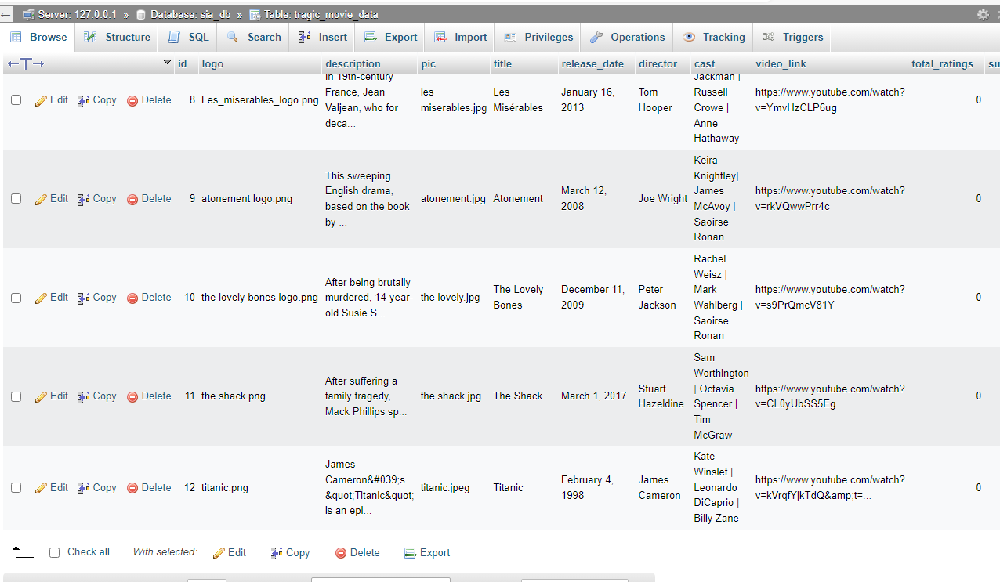 Server: 127.0.0.1 » Database: sia_db » Table: tragic_movie_data
Browse Structure SQL Search Insert Export Import Privileges Operations Tracking Triggers
id logo description pic title release_date director cast video_link total_ratings su
Edit Copy Delete 8 Les_miserables_logo.png
In 19th-century
France, Jean
Valjean, who for
deca...
les
miserables.jpg
Les
Misérables
January 16,
2013
Tom
Hooper
Jackman |
Russell
Crowe |
Anne
Hathaway
https://www.youtube.com/watch?
v=YmvHzCLP6ug
0
Edit Copy Delete 9 atonement logo.png
This sweeping
English drama,
based on the book
by ...
atonement.jpg
Atonement
March 12,
2008
Joe Wright
Keira
Knightley|
James
McAvoy |
Saoirse
Ronan
https://www.youtube.com/watch?
v=rkVQwwPrr4c
0
Edit Copy Delete 10 the lovely bones logo.png
After being brutally
murdered, 14-year-
old Susie S...
the lovely.jpg
The Lovely
Bones
December 11,
2009
Peter
Jackson
Rachel
Weisz |
Mark
Wahlberg |
Saoirse
Ronan
https://www.youtube.com/watch?
v=s9PrQmcV81Y
0
Edit Copy Delete 11 the shack.png
After suffering a
family tragedy,
Mack Phillips sp...
the shack.jpg
The Shack
March 1, 2017
Stuart
Hazeldine
Sam
Worthington
| Octavia
Spencer |
Tim
McGraw
https://www.youtube.com/watch?
v=CL0yUbSS5Eg
0
Edit Copy Delete 12 titanic.png
James
Cameron&#039;s
&quot;Titanic&quot;
is an epi...
titanic.jpeg
Titanic
February 4,
1998
James
Cameron
Kate
Winslet |
Leonardo
DiCaprio |
Billy Zane
https://www.youtube.com/watch?
v=kVrqfYjkTdQ&amp;t=...
0
Check all With selected: Edit Copy Delete Export